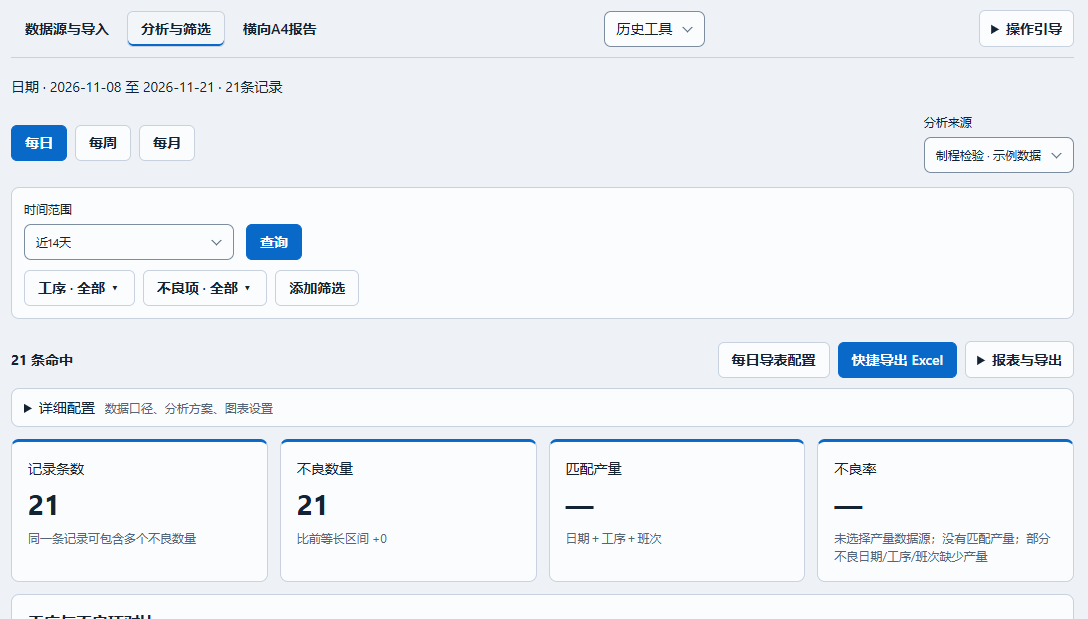 数据源与导入 分析与筛选 横向A4报告 历史工具 ▶ 操作引导
日期 · 2026-11-08 至 2026-11-21 · 21条记录
每日 每周 每月
分析来源
制程检验 · 示例数据
时间范围
近14天 查询
工序 · 全部 ▾ 不良项 · 全部 ▾ 添加筛选
21 条命中 每日导表配置 快捷导出 Excel ▶ 报表与导出
▶ 详细配置 数据口径、分析方案、图表设置
记录条数
21
同一条记录可包含多个不良数量
不良数量
21
比前等长区间 +0
匹配产量
—
日期 + 工序 + 班次
不良率
—
未选择产量数据源；没有匹配产量；部分
不良日期/工序/班次缺少产量